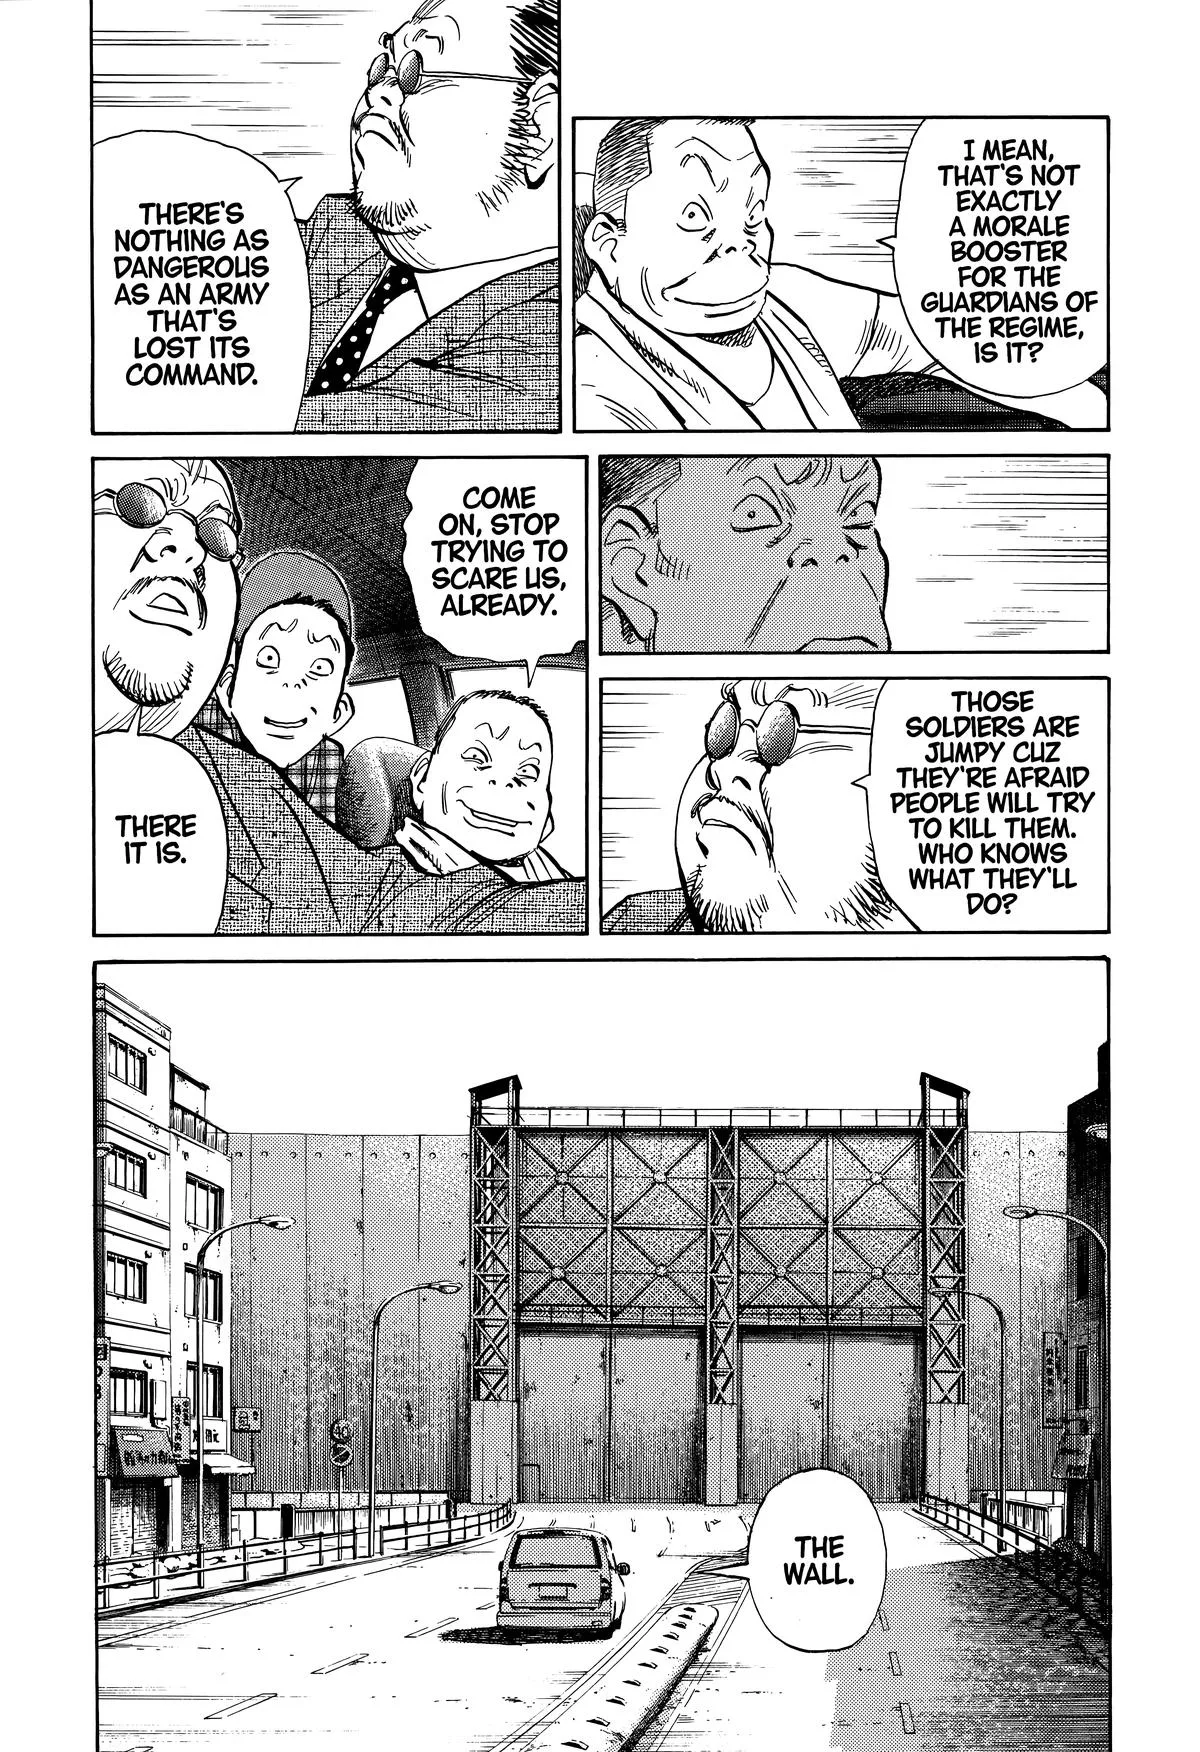 I MEAN,
THAT'S NOT
EXACTLY
A MORALE
BOOSTER
FOR THE
GUARDIANS OF
THE REGIME,
IS IT?
THERE'S
NOTHING AS
DANGEROUS
AS AN ARMY
THAT'S
LOST ITS
COMMAND.
THOSE
SOLDIERS ARE
JUMPY CUZ
THEY'RE AFRAID
PEOPLE WILL TRY
TO KILL THEM.
WHO KNOWS
WHAT THEY'LL
DO?
COME
ON, STOP
TRYING TO
SCARE US,
ALREADY.
THERE
IT IS.
40
THE
WALL.